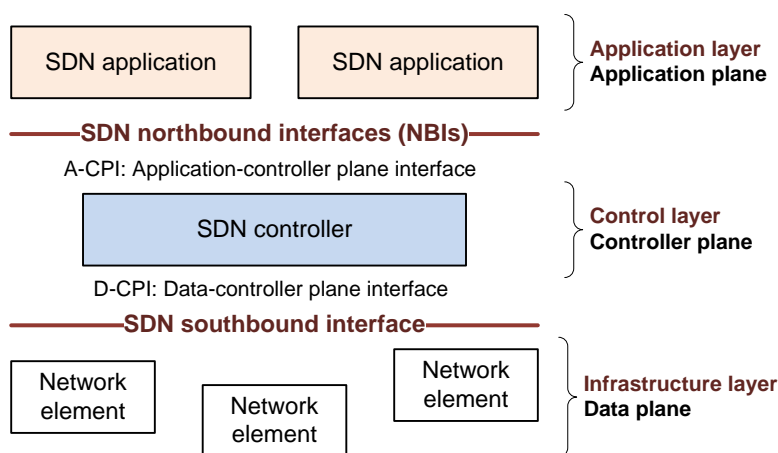 SDN application
SDN application
Application layer
Application plane
SDN northbound interfaces (NBIs)
A-CPI: Application-controller plane interface
SDN controller
Control layer
Controller plane
D-CPI: Data-controller plane interface
SDN southbound interface
Network
element
Network
element
Network
element
Infrastructure layer
Data plane